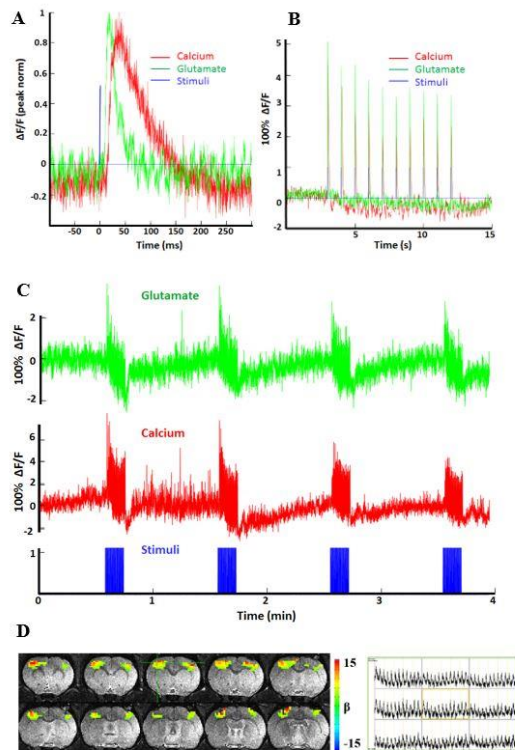 A
1
0.8
0.6
0.4
0.2
0
-0.2
ΔF/F (peak norm)
Calcium
Glutamate
Stimuli
-50 0 50 100 150 200 250
Time (ms)
B
5
4
3
2
1
0
-2
100% ΔF/F
Calcium
Glutamate
Stimuli
0 5 10 15
Time (s)
C
Glutamate
2
0
-2
100% ΔF/F
Calcium
6
4
2
0
-2
100% ΔF/F
Stimuli
1
0 1 2 3 4
Time (min)
D
15
β
-15